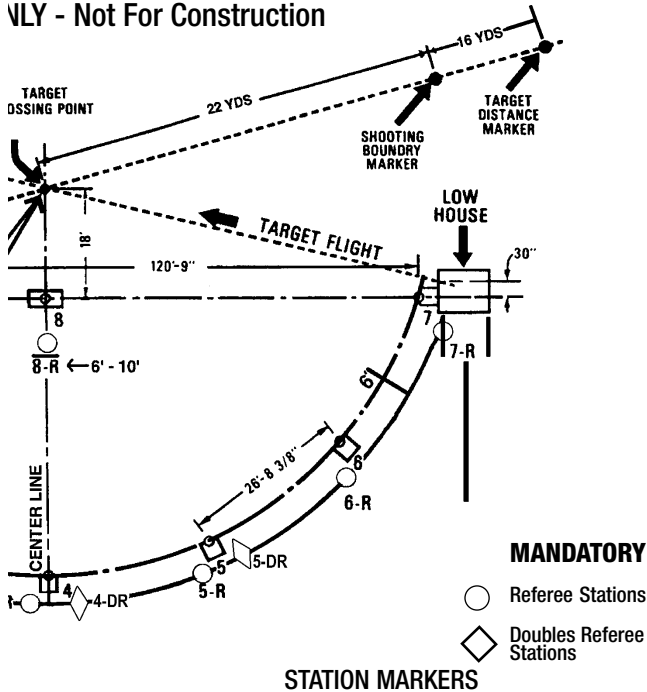 NLY - Not For Construction
16 YDS
TARGET
OSSING POINT
22 YDS
TARGET
DISTANCE
MARKER
SHOOTING
BOUNDRY
MARKER
LOW
HOUSE
TARGET FLIGHT
18'
30"
120'-9"
8
7
7-R
8-R
6' - 10'
6'
6
26'-8 3/8"
6-R
CENTER LINE
5
5-DR
5-R
4
4-DR
R
MANDATORY
Referee Stations
Doubles Referee
Stations
STATION MARKERS